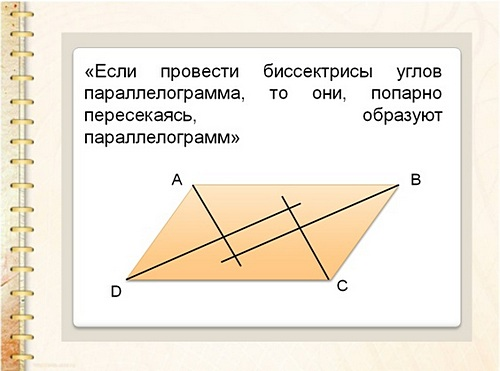 «Если провести биссектрисы углов
параллелограмма, то они, попарно
пересекаясь, образуют
параллелограмм»
A
B
D
C